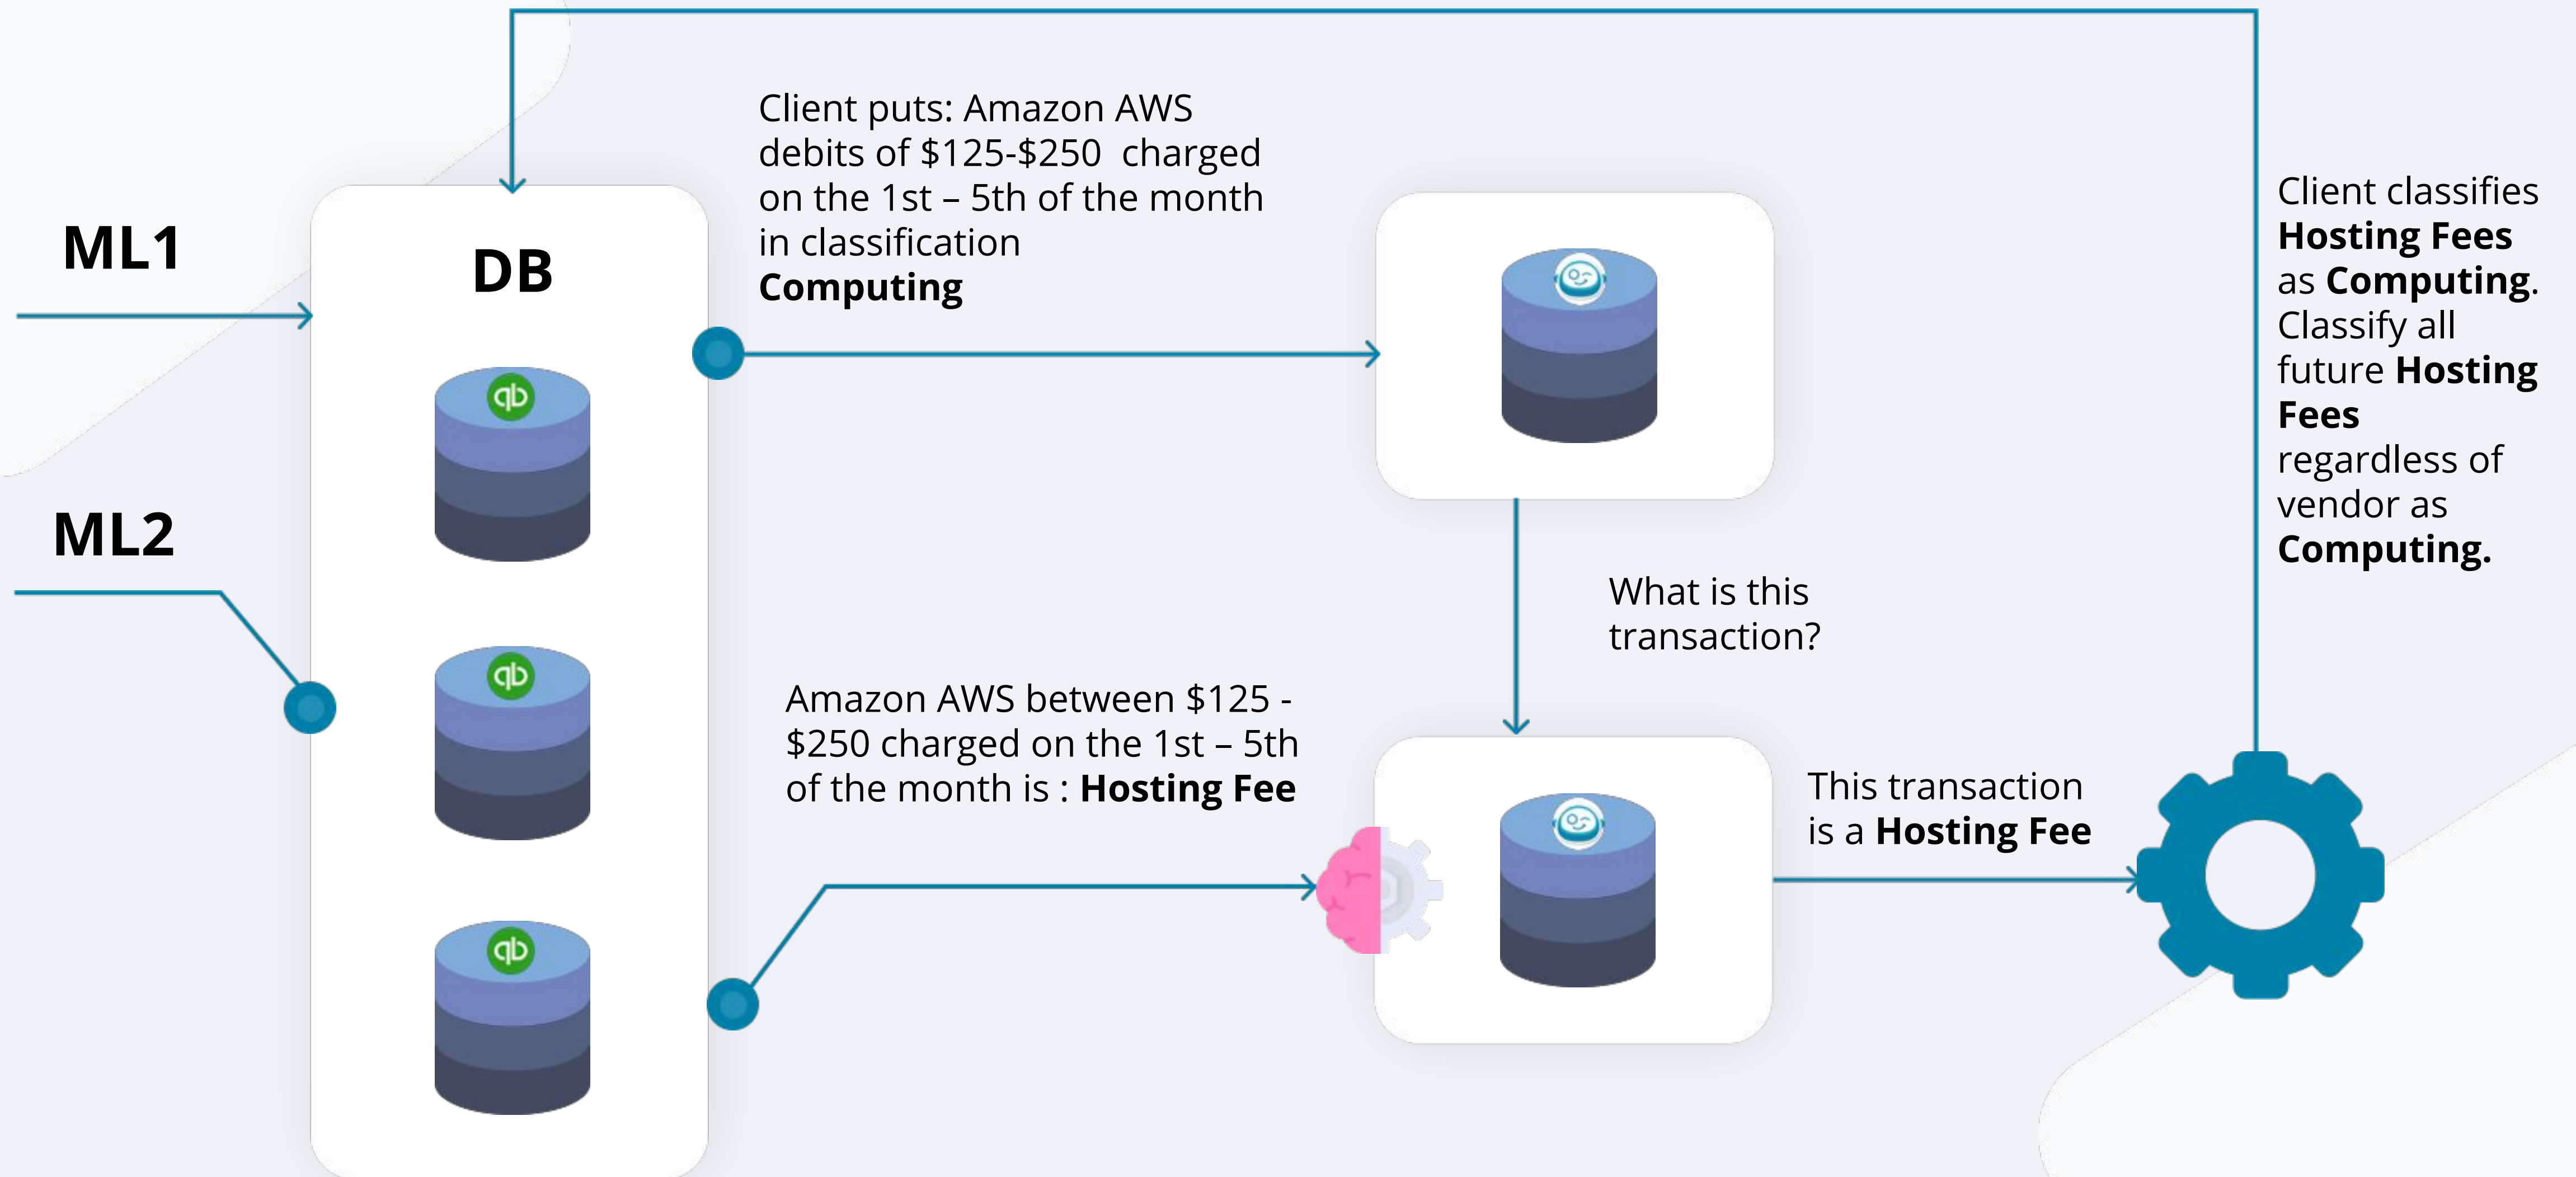 ML1
ML2
DB
qb
qb
qb
Client puts: Amazon AWS
debits of $125-$250  charged
on the 1st – 5th of the month
in classification
Computing
Amazon AWS between $125 -
$250 charged on the 1st – 5th
of the month is : Hosting Fee
What is this
transaction?
This transaction
is a Hosting Fee
Client classifies
Hosting Fees
as Computing.
Classify all
future Hosting
Fees
regardless of
vendor as
Computing.